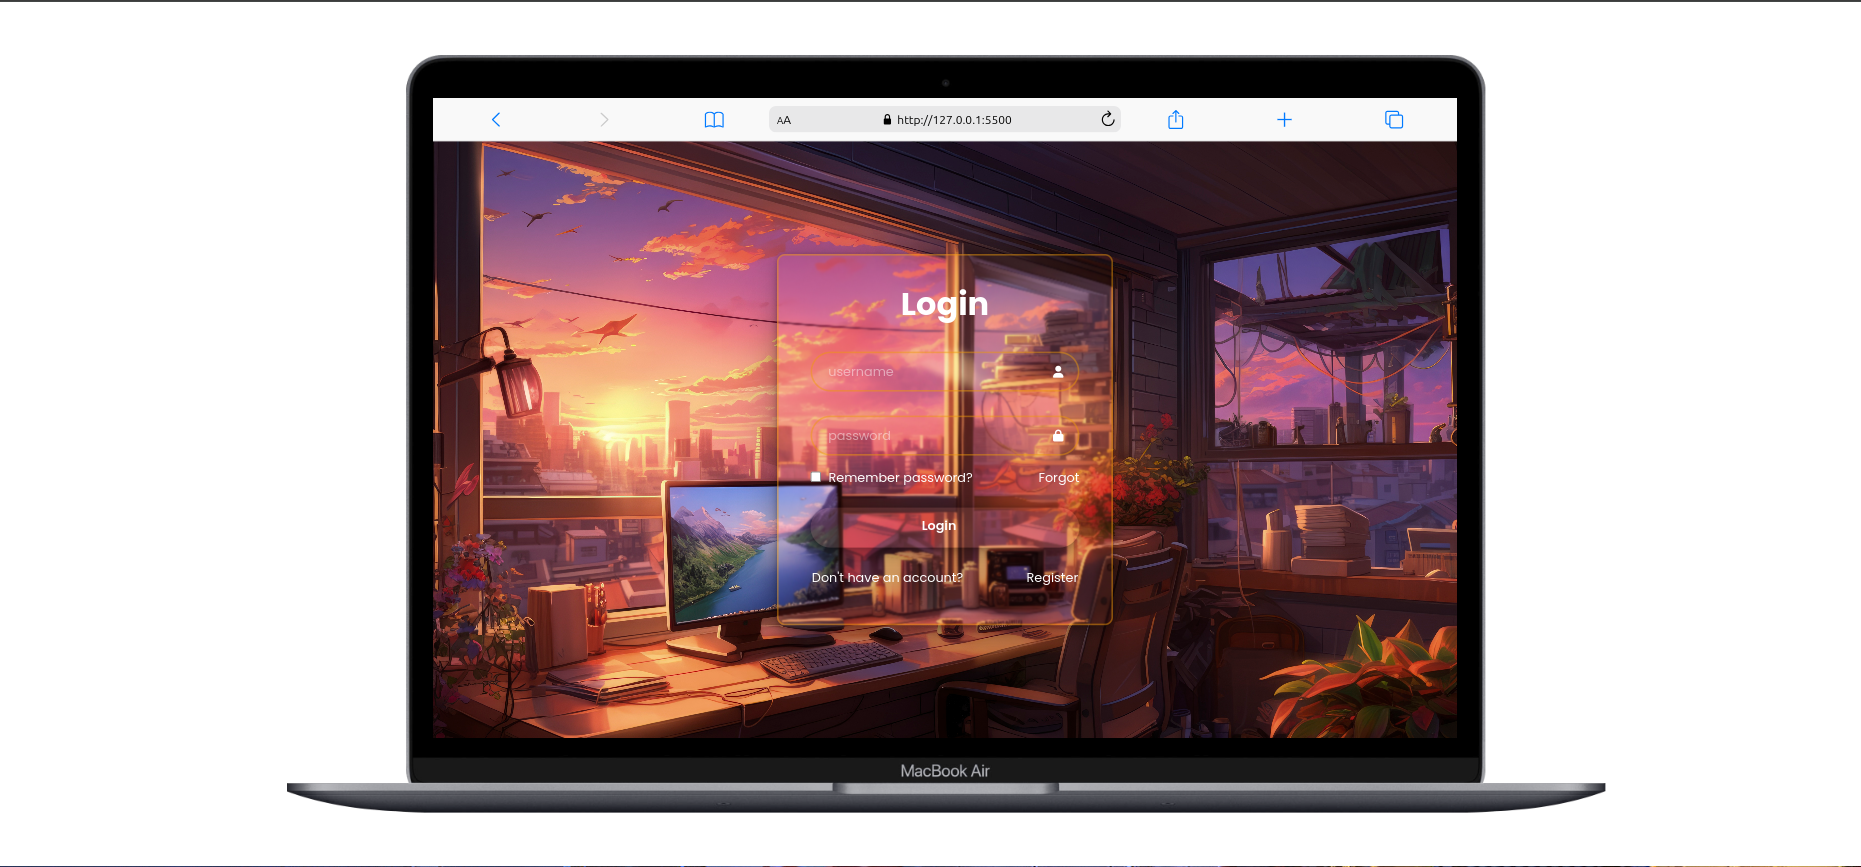 AA http://127.0.0.1:5500
Login
username
password
Remember password? Forgot
Login
Don't have an account? Register
MacBook Air